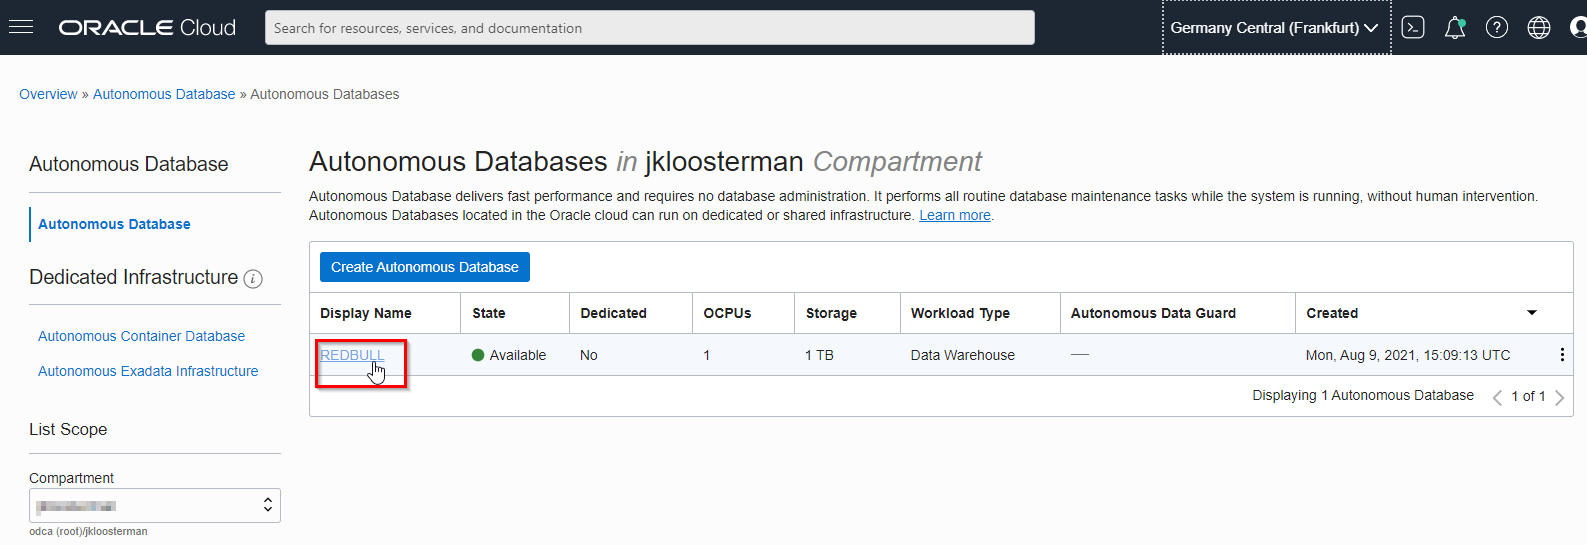 ORACLE Cloud
Search for resources, services, and documentation
Germany Central (Frankfurt)
Overview » Autonomous Database » Autonomous Databases
Autonomous Database
Autonomous Database
Dedicated Infrastructure i
Autonomous Container Database
Autonomous Exadata Infrastructure
List Scope
Compartment
odca (root)/jkloosterman
Autonomous Databases in jkloosterman Compartment
Autonomous Database delivers fast performance and requires no database administration. It performs all routine database maintenance tasks while the system is running, without human intervention.
Autonomous Databases located in the Oracle cloud can run on dedicated or shared infrastructure. Learn more.
Create Autonomous Database
Display Name State Dedicated OCPUs Storage Workload Type Autonomous Data Guard Created
REDBULL Available No 1 1 TB Data Warehouse — Mon, Aug 9, 2021, 15:09:13 UTC
Displaying 1 Autonomous Database < 1 of 1 >